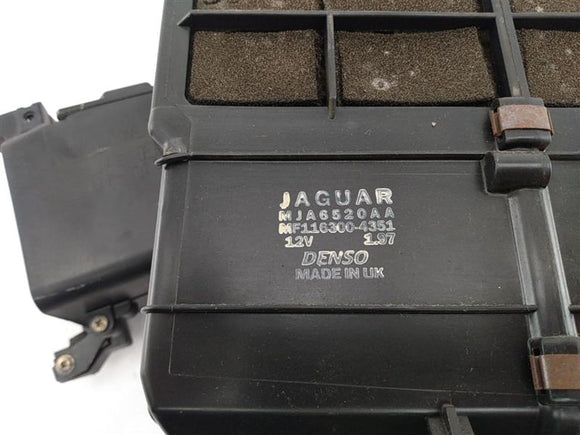 JAGUAR
MJA6520AA
MF116300-4351
12V 1.97
DENSO
MADE IN UK